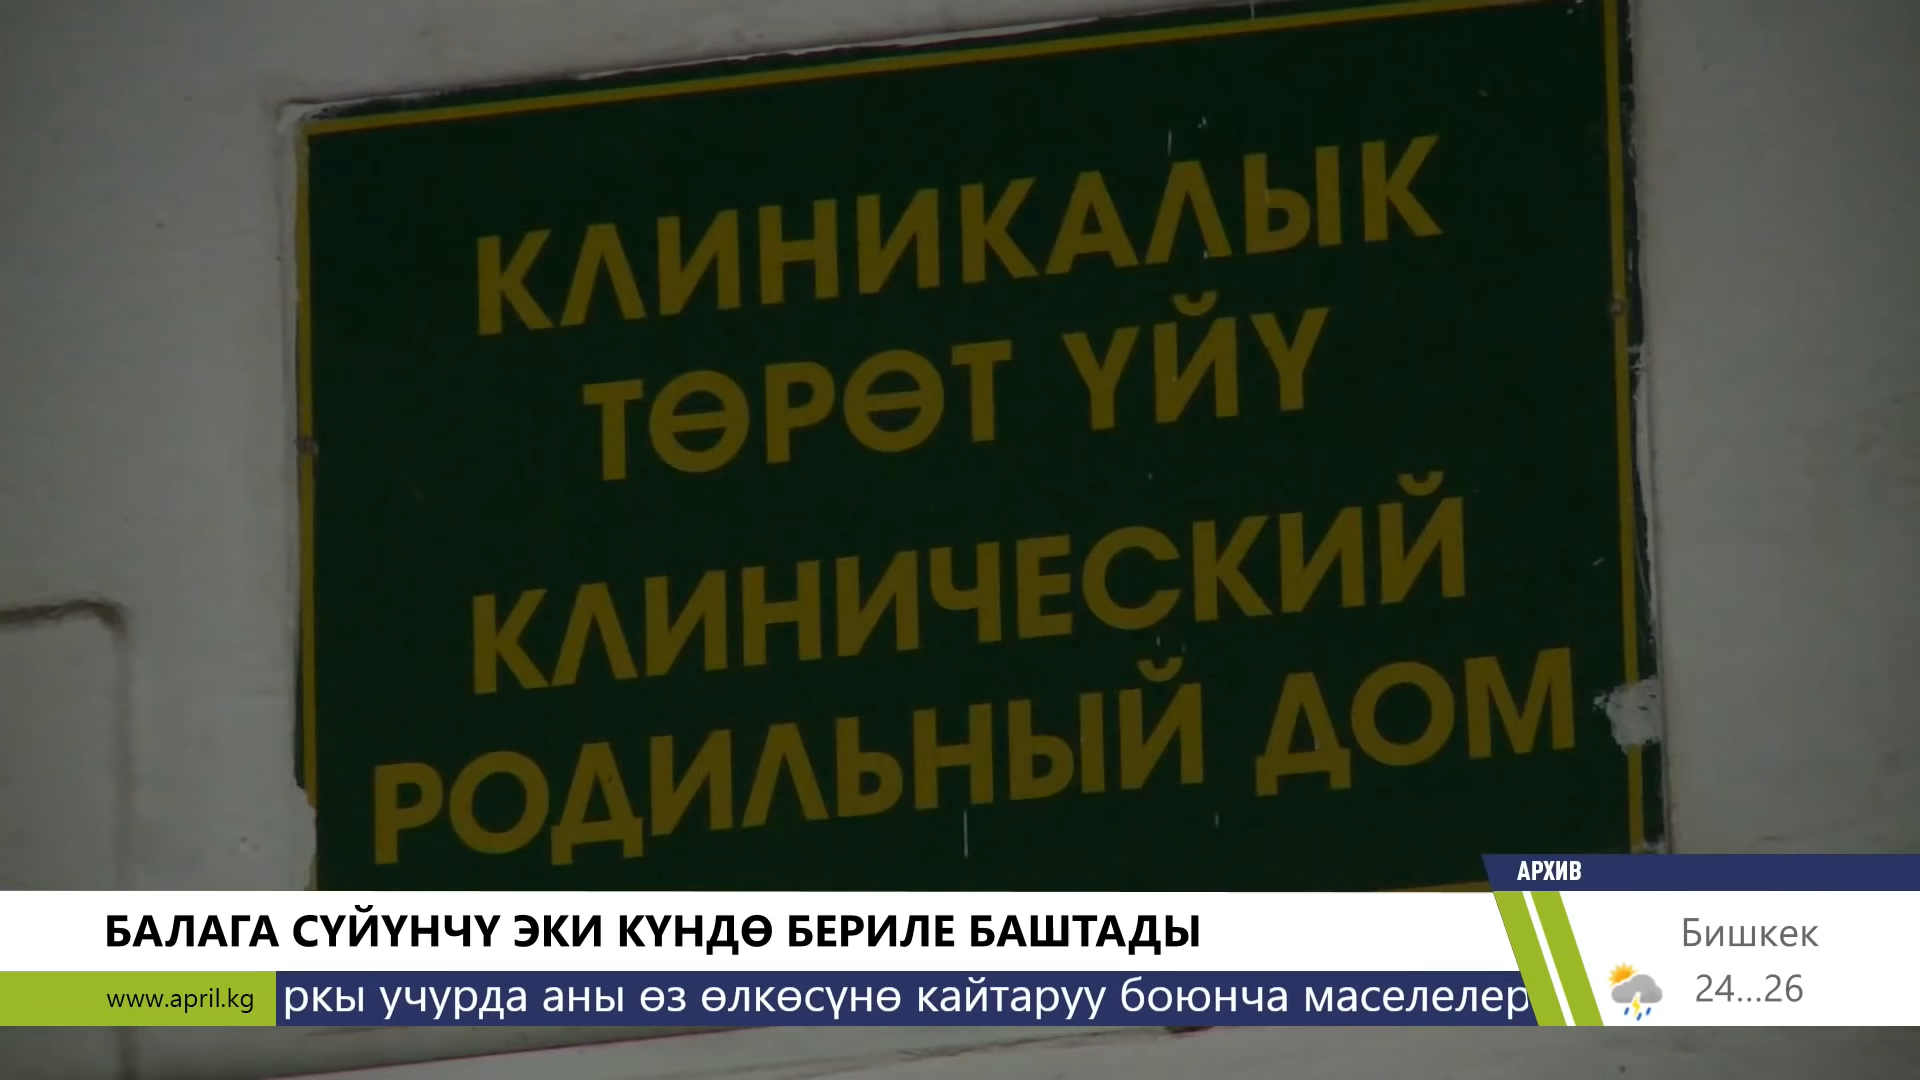 КЛИНИКАЛЫК
ТӨРӨТ ҮЙҮ
КЛИНИЧЕСКИЙ
РОДИЛЬНЫЙ ДОМ
АРХИВ
БАЛАГА СҮЙҮНЧҮ ЭКИ КҮНДӨ БЕРИЛЕ БАШТАДЫ
Бишкек
24...26
www.april.kg
ркы учурда аны өз өлкөсүнө кайтаруу боюнча маселелер